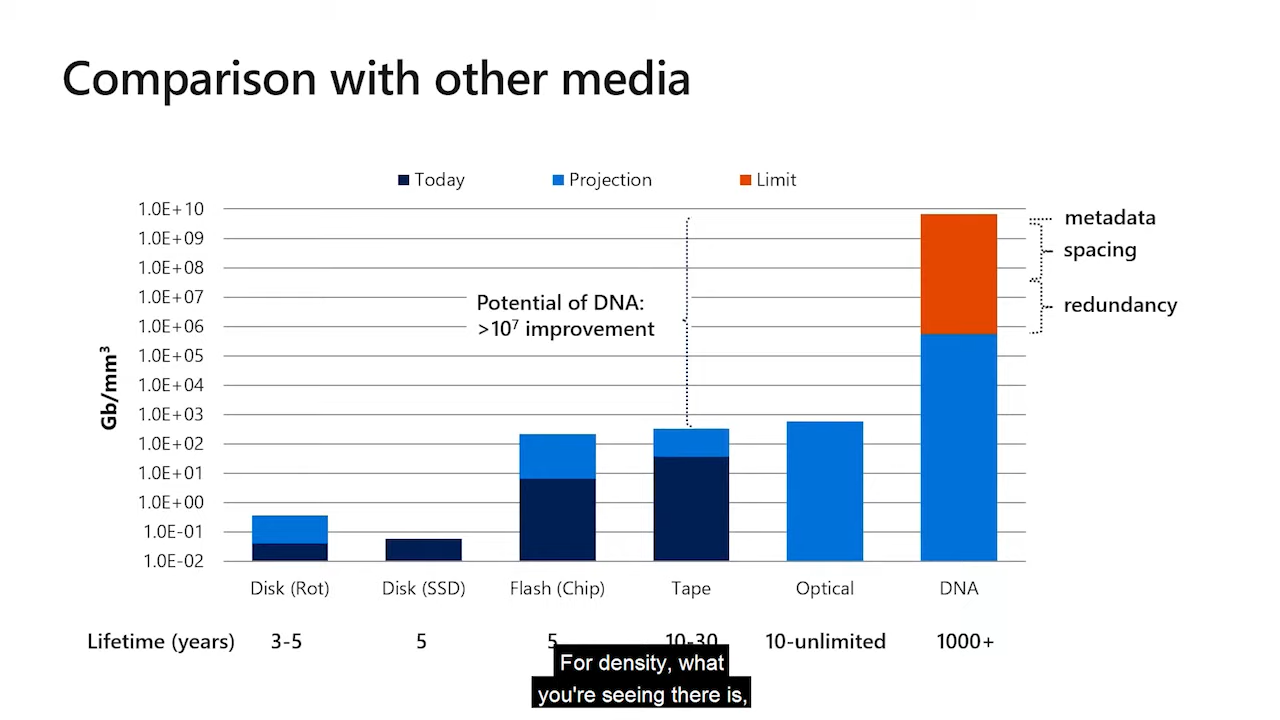 Comparison with other media
Today
Projection
Limit
1.0E+10
1.0E+09
1.0E+08
1.0E+07
1.0E+06
1.0E+05
1.0E+04
1.0E+03
1.0E+02
1.0E+01
1.0E+00
1.0E-01
1.0E-02
Gb/mm³
Potential of DNA:
>10⁷ improvement
metadata
spacing
redundancy
Disk (Rot)
Disk (SSD)
Flash (Chip)
Tape
Optical
DNA
Lifetime (years)
3-5
5
5
10-30
10-unlimited
1000+
For density, what
you're seeing there is,